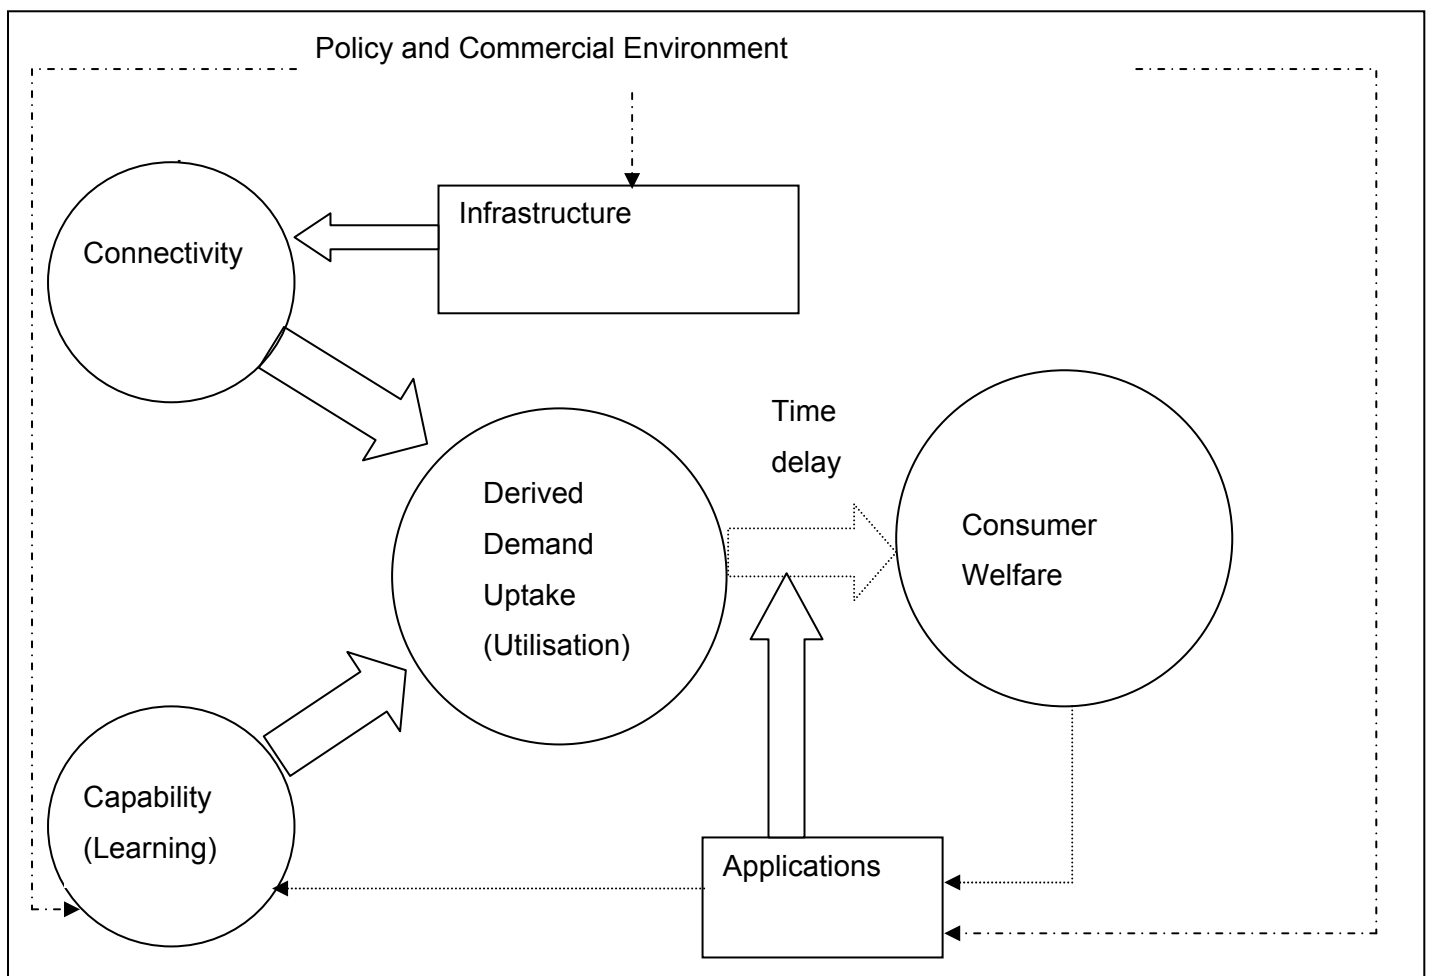 Policy and Commercial Environment
Infrastructure
Connectivity
Time
delay
Derived
Demand
Uptake
(Utilisation)
Consumer
Welfare
Capability
(Learning)
Applications